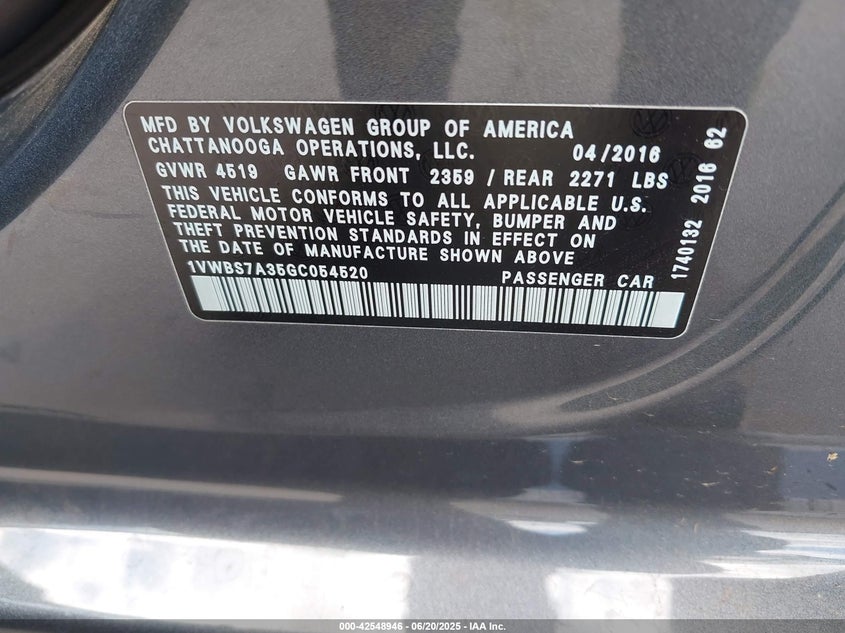 MFD BY VOLKSWAGEN GROUP OF AMERICA
CHATTANOOGA OPERATIONS, LLC. 04/2016
GVWR 4519 GAWR FRONT 2359 / REAR 2271 LBS
THIS VEHICLE CONFORMS TO ALL APPLICABLE U.S.
FEDERAL MOTOR VEHICLE SAFETY, BUMPER AND
THEFT PREVENTION STANDARDS IN EFFECT ON
THE DATE OF MANUFACTURE SHOWN ABOVE
1VWBS7A35GC054520 PASSENGER CAR
1740132 2016 62
000-42548946 - 06/20/2025 - IAA Inc.